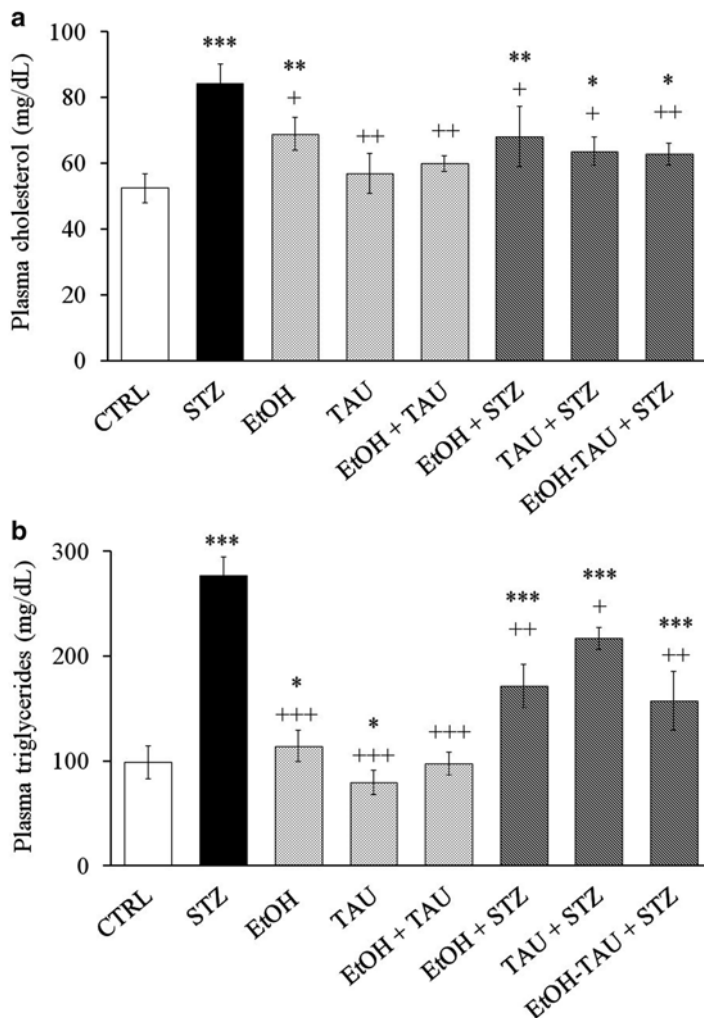 a
Plasma cholesterol (mg/dL)
100
80
60
40
20
0
***
**
+
++
++
**
+
*
+
*
++
CTRL
STZ
EtOH
TAU
EtOH + TAU
EtOH + STZ
TAU + STZ
EtOH-TAU + STZ
b
Plasma triglycerides (mg/dL)
300
200
100
0
***
*
+++
*
+++
+++
***
++
***
+
***
++
CTRL
STZ
EtOH
TAU
EtOH + TAU
EtOH + STZ
TAU + STZ
EtOH-TAU + STZ